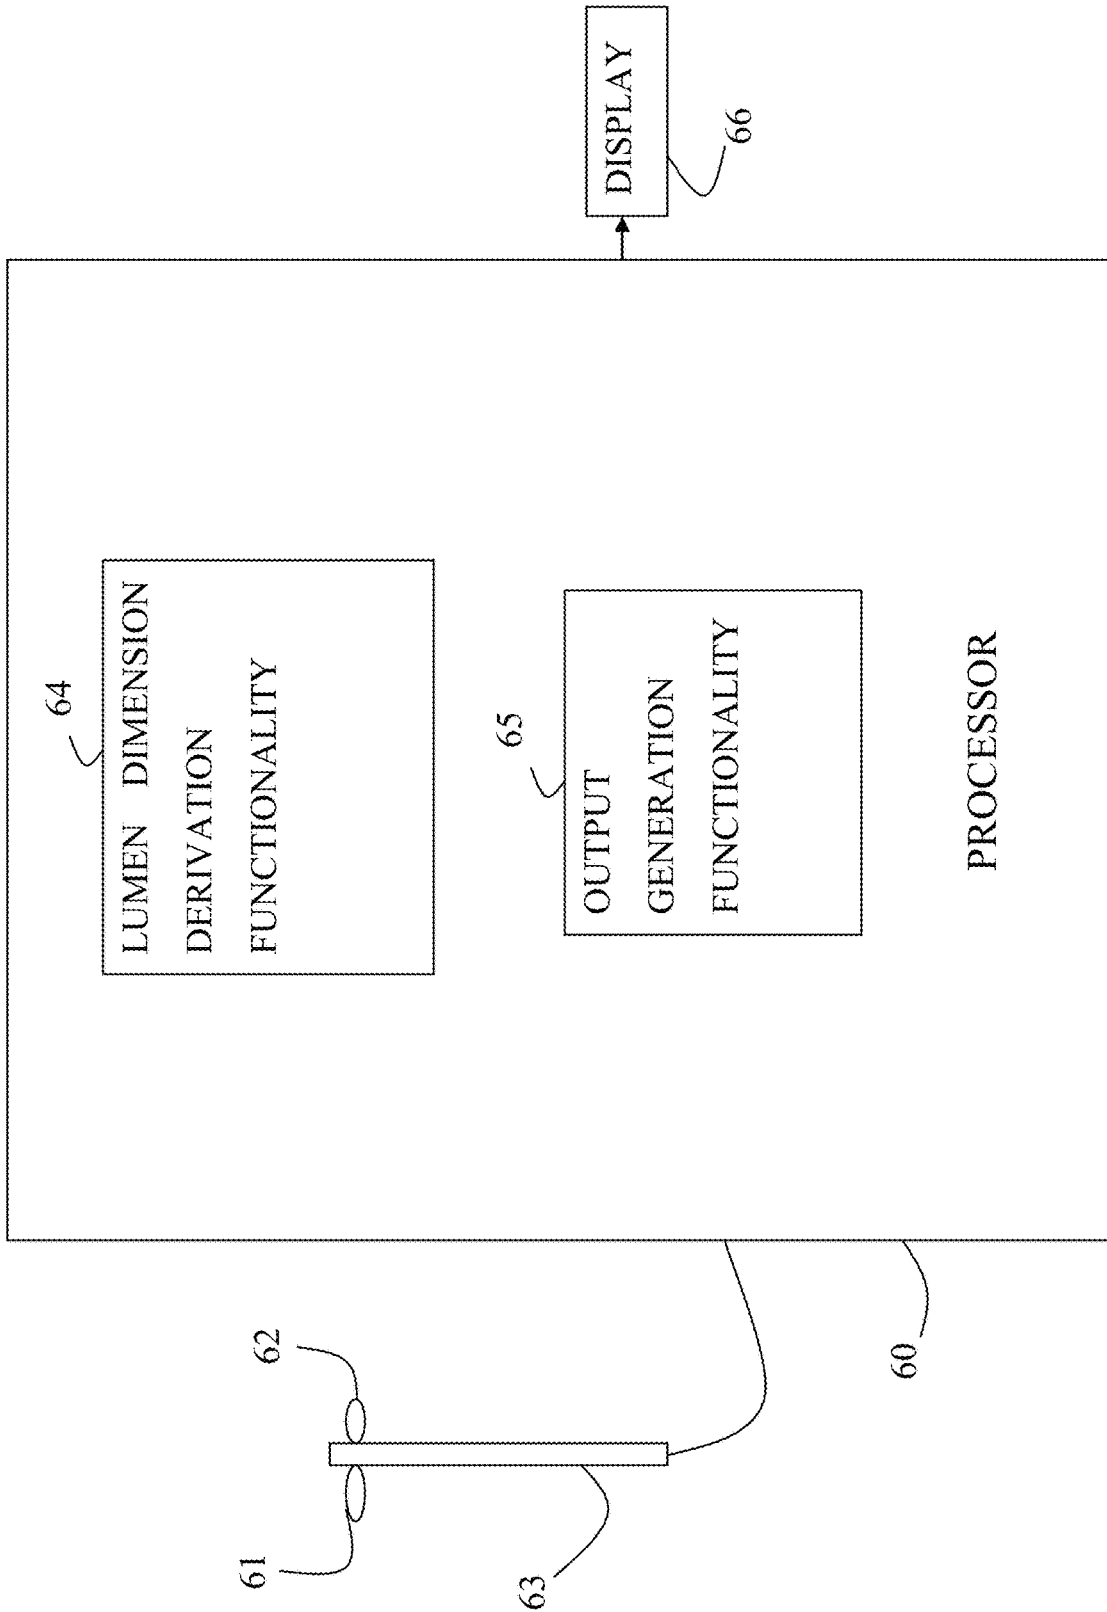 64
LUMEN DIMENSION
DERIVATION
FUNCTIONALITY
62
61
65
OUTPUT
GENERATION
FUNCTIONALITY
63
DISPLAY
66
60
PROCESSOR